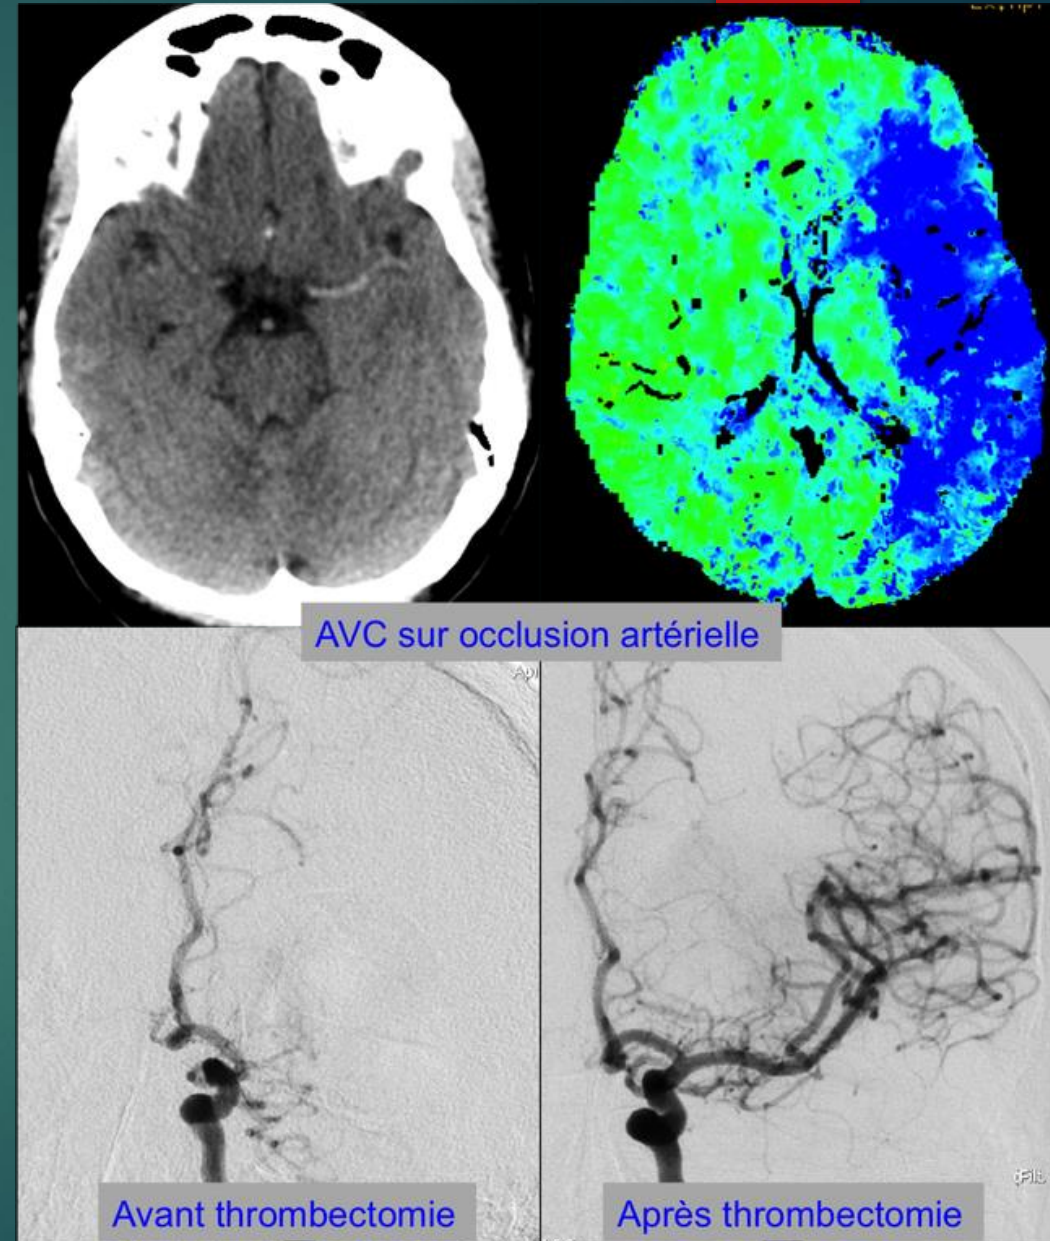 AVC sur occlusion artérielle
Avant thrombectomie
Après thrombectomie